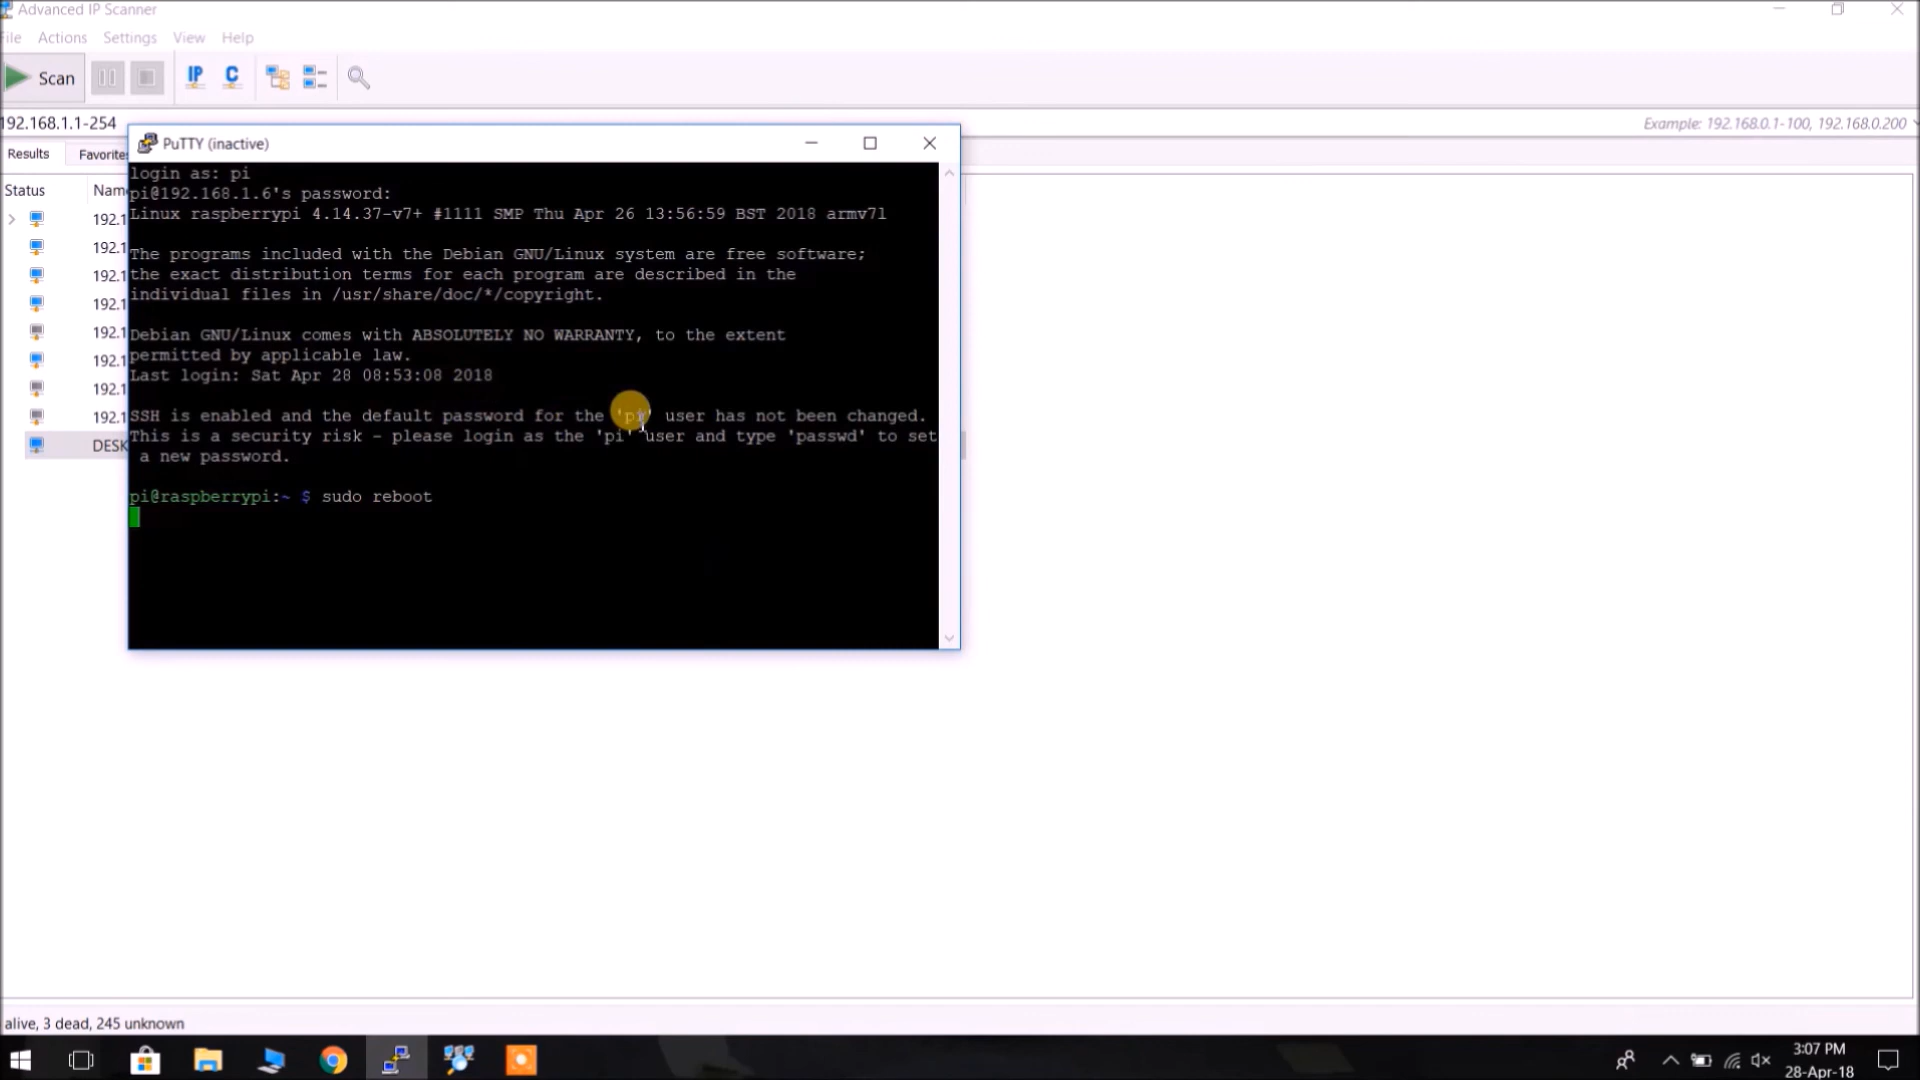 Advanced IP Scanner
File Actions Settings View Help
Scan
IP C
192.168.1.1-254
Example: 192.168.0.1-100, 192.168.0.200
Results Favorite
Status Nam
192.1
192.1
192.1
192.1
192.1
192.1
192.1
192.1
DESK
PuTTY (inactive)
login as: pi
pi@192.168.1.6's password:
Linux raspberrypi 4.14.37-v7+ #1111 SMP Thu Apr 26 13:56:59 BST 2018 armv7l
The programs included with the Debian GNU/Linux system are free software;
the exact distribution terms for each program are described in the
individual files in /usr/share/doc/*/copyright.
Debian GNU/Linux comes with ABSOLUTELY NO WARRANTY, to the extent
permitted by applicable law.
Last login: Sat Apr 28 08:53:08 2018
SSH is enabled and the default password for the 'pi' user has not been changed.
This is a security risk - please login as the 'pi' user and type 'passwd' to set
a new password.
pi@raspberrypi:~ $ sudo reboot
alive, 3 dead, 245 unknown
3:07 PM
28-Apr-18